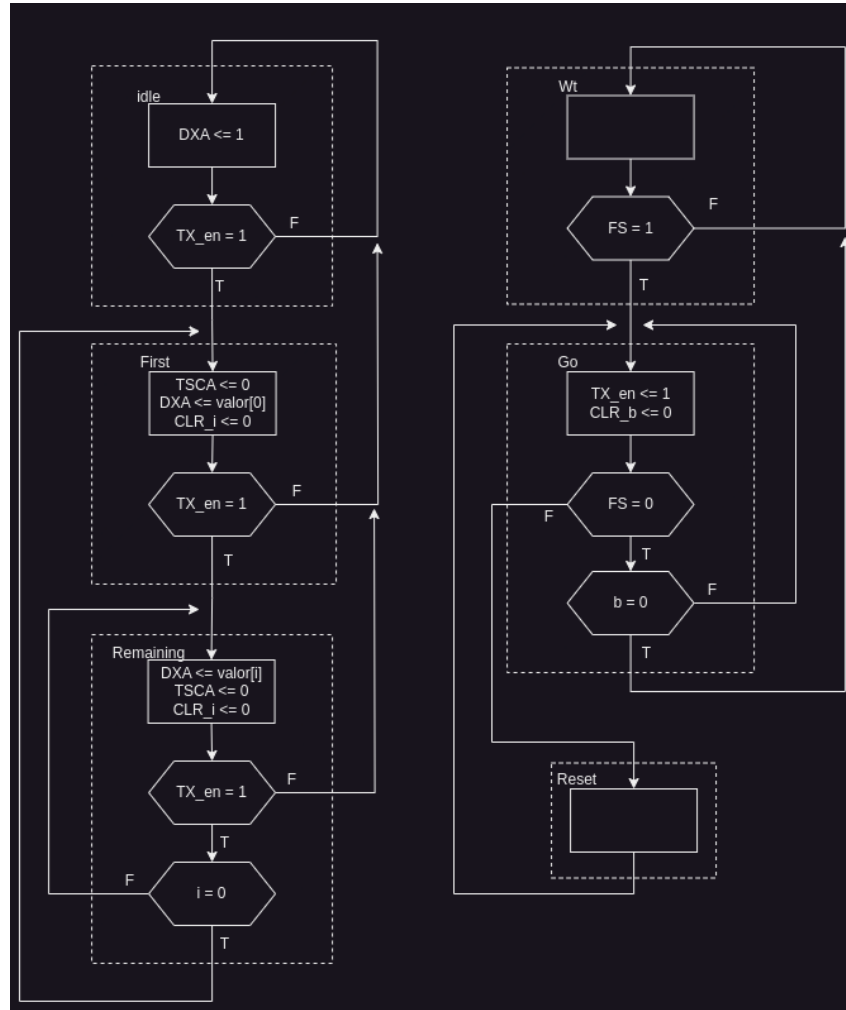 idle
DXA <= 1
TX_en = 1
F
T
First
TSCA <= 0
DXA <= valor[0]
CLR_i <= 0
TX_en = 1
F
T
Remaining
DXA <= valor[i]
TSCA <= 0
CLR_i <= 0
TX_en = 1
F
T
F
i = 0
T
Wt
FS = 1
F
T
Go
TX_en <= 1
CLR_b <= 0
FS = 0
F
T
b = 0
F
T
Reset